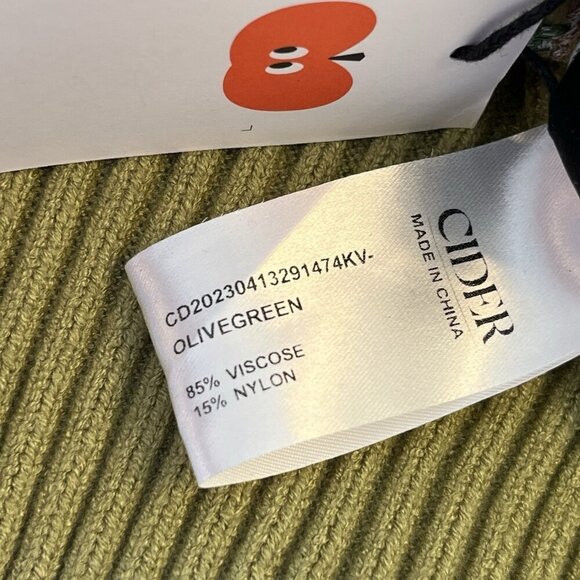 CIDER
MADE IN CHINA
CD20230413291474KV-
OLIVEGREEN
85% VISCOSE
15% NYLON